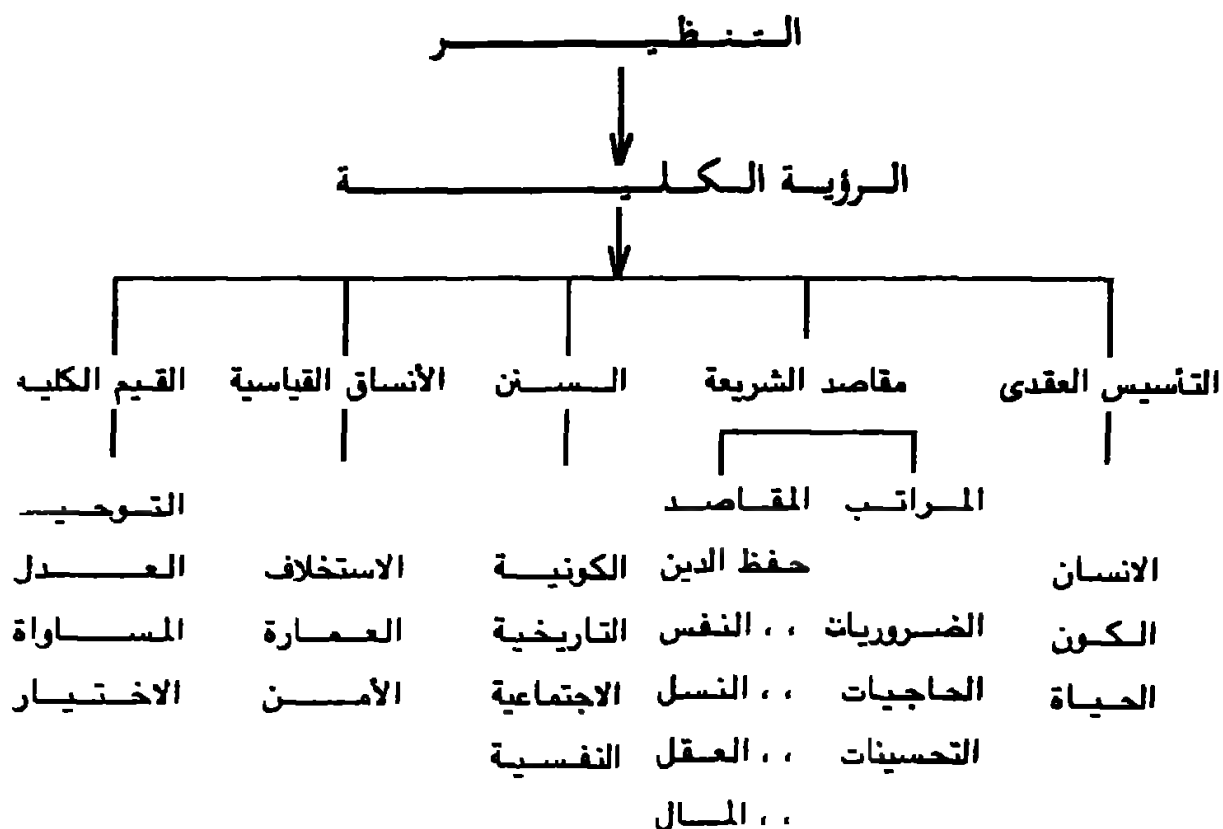 التنظير
الرؤية الكلية
التأسيس العقدى
مقاصد الشريعة
السنن
الأنساق القياسية
القيم الكليه
الانسان
الكون
الحياة
المراتب
الضروريات
الحاجيات
التحسينات
المقاصد
حفظ الدين
،، النفس
،، النسل
،، العقل
،، المال
الكونية
التاريخية
الاجتماعية
النفسية
الاستخلاف
العمارة
الأمن
التوحيد
العدل
المساواة
الاختيار